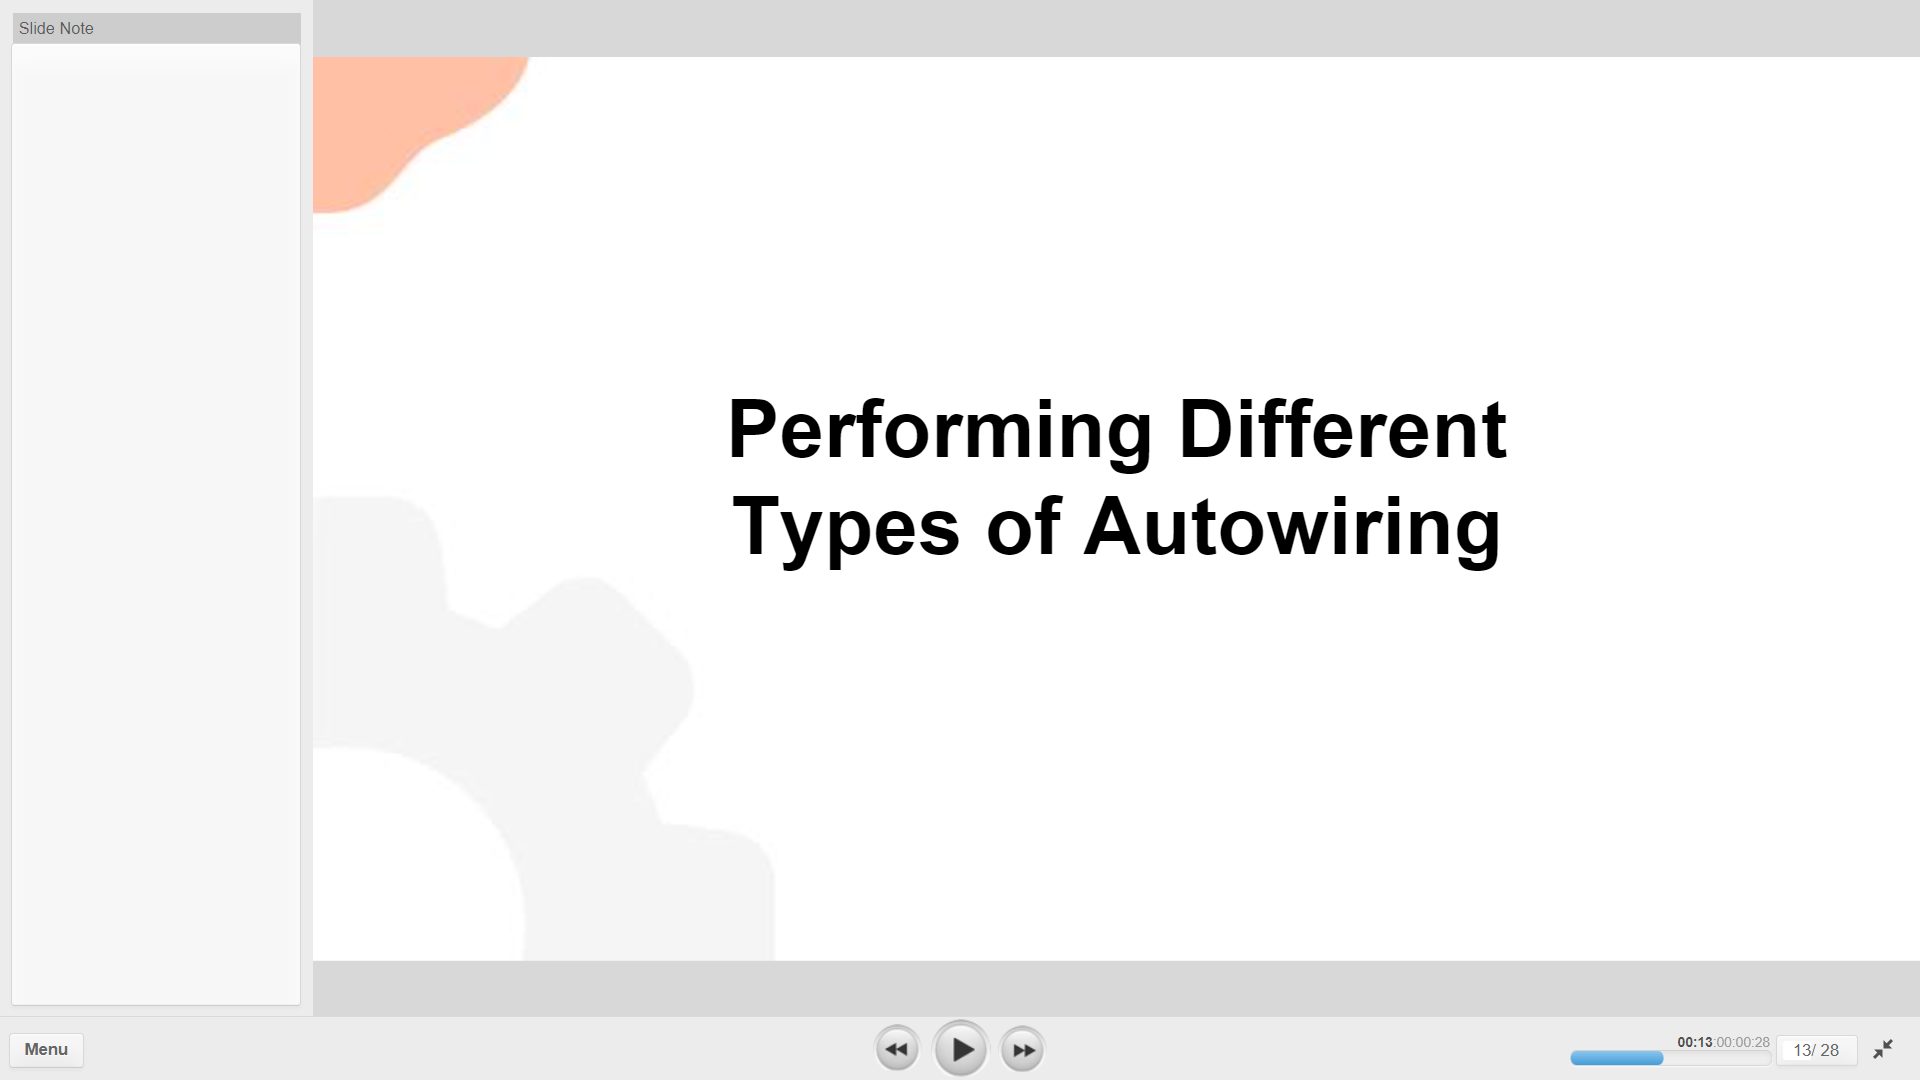 Slide Note
Performing Different
Types of Autowiring
Menu
00:13:00:00:28
13/ 28